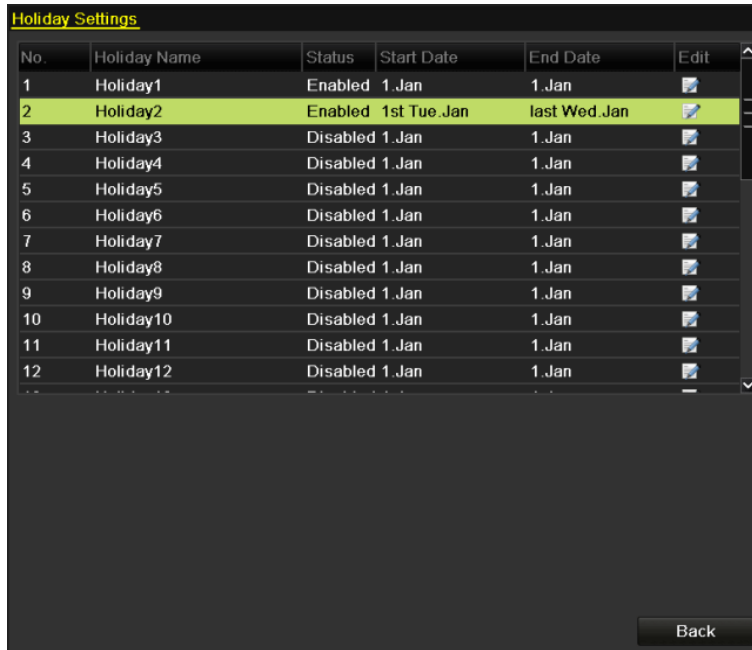 Holiday Settings
No. Holiday Name Status Start Date End Date Edit
1 Holiday1 Enabled 1.Jan 1.Jan
2 Holiday2 Enabled 1st Tue.Jan last Wed.Jan
3 Holiday3 Disabled 1.Jan 1.Jan
4 Holiday4 Disabled 1.Jan 1.Jan
5 Holiday5 Disabled 1.Jan 1.Jan
6 Holiday6 Disabled 1.Jan 1.Jan
7 Holiday7 Disabled 1.Jan 1.Jan
8 Holiday8 Disabled 1.Jan 1.Jan
9 Holiday9 Disabled 1.Jan 1.Jan
10 Holiday10 Disabled 1.Jan 1.Jan
11 Holiday11 Disabled 1.Jan 1.Jan
12 Holiday12 Disabled 1.Jan 1.Jan
Back